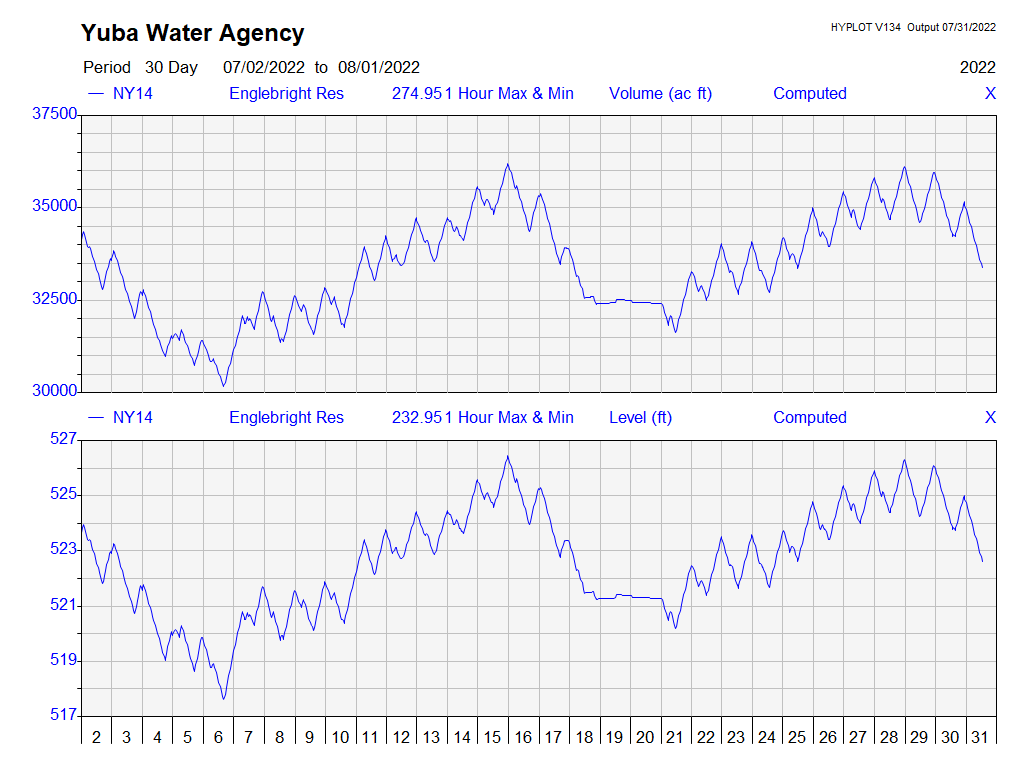 Yuba Water Agency
HYPLOT V134 Output 07/31/2022
Period 30 Day 07/02/2022 to 08/01/2022 2022
NY14 Englebright Res 274.951 Hour Max & Min Volume (ac ft) Computed X
37500
35000
32500
30000
NY14 Englebright Res 232.951 Hour Max & Min Level (ft) Computed X
527
525
523
521
519
517
2 3 4 5 6 7 8 9 10 11 12 13 14 15 16 17 18 19 20 21 22 23 24 25 26 27 28 29 30 31